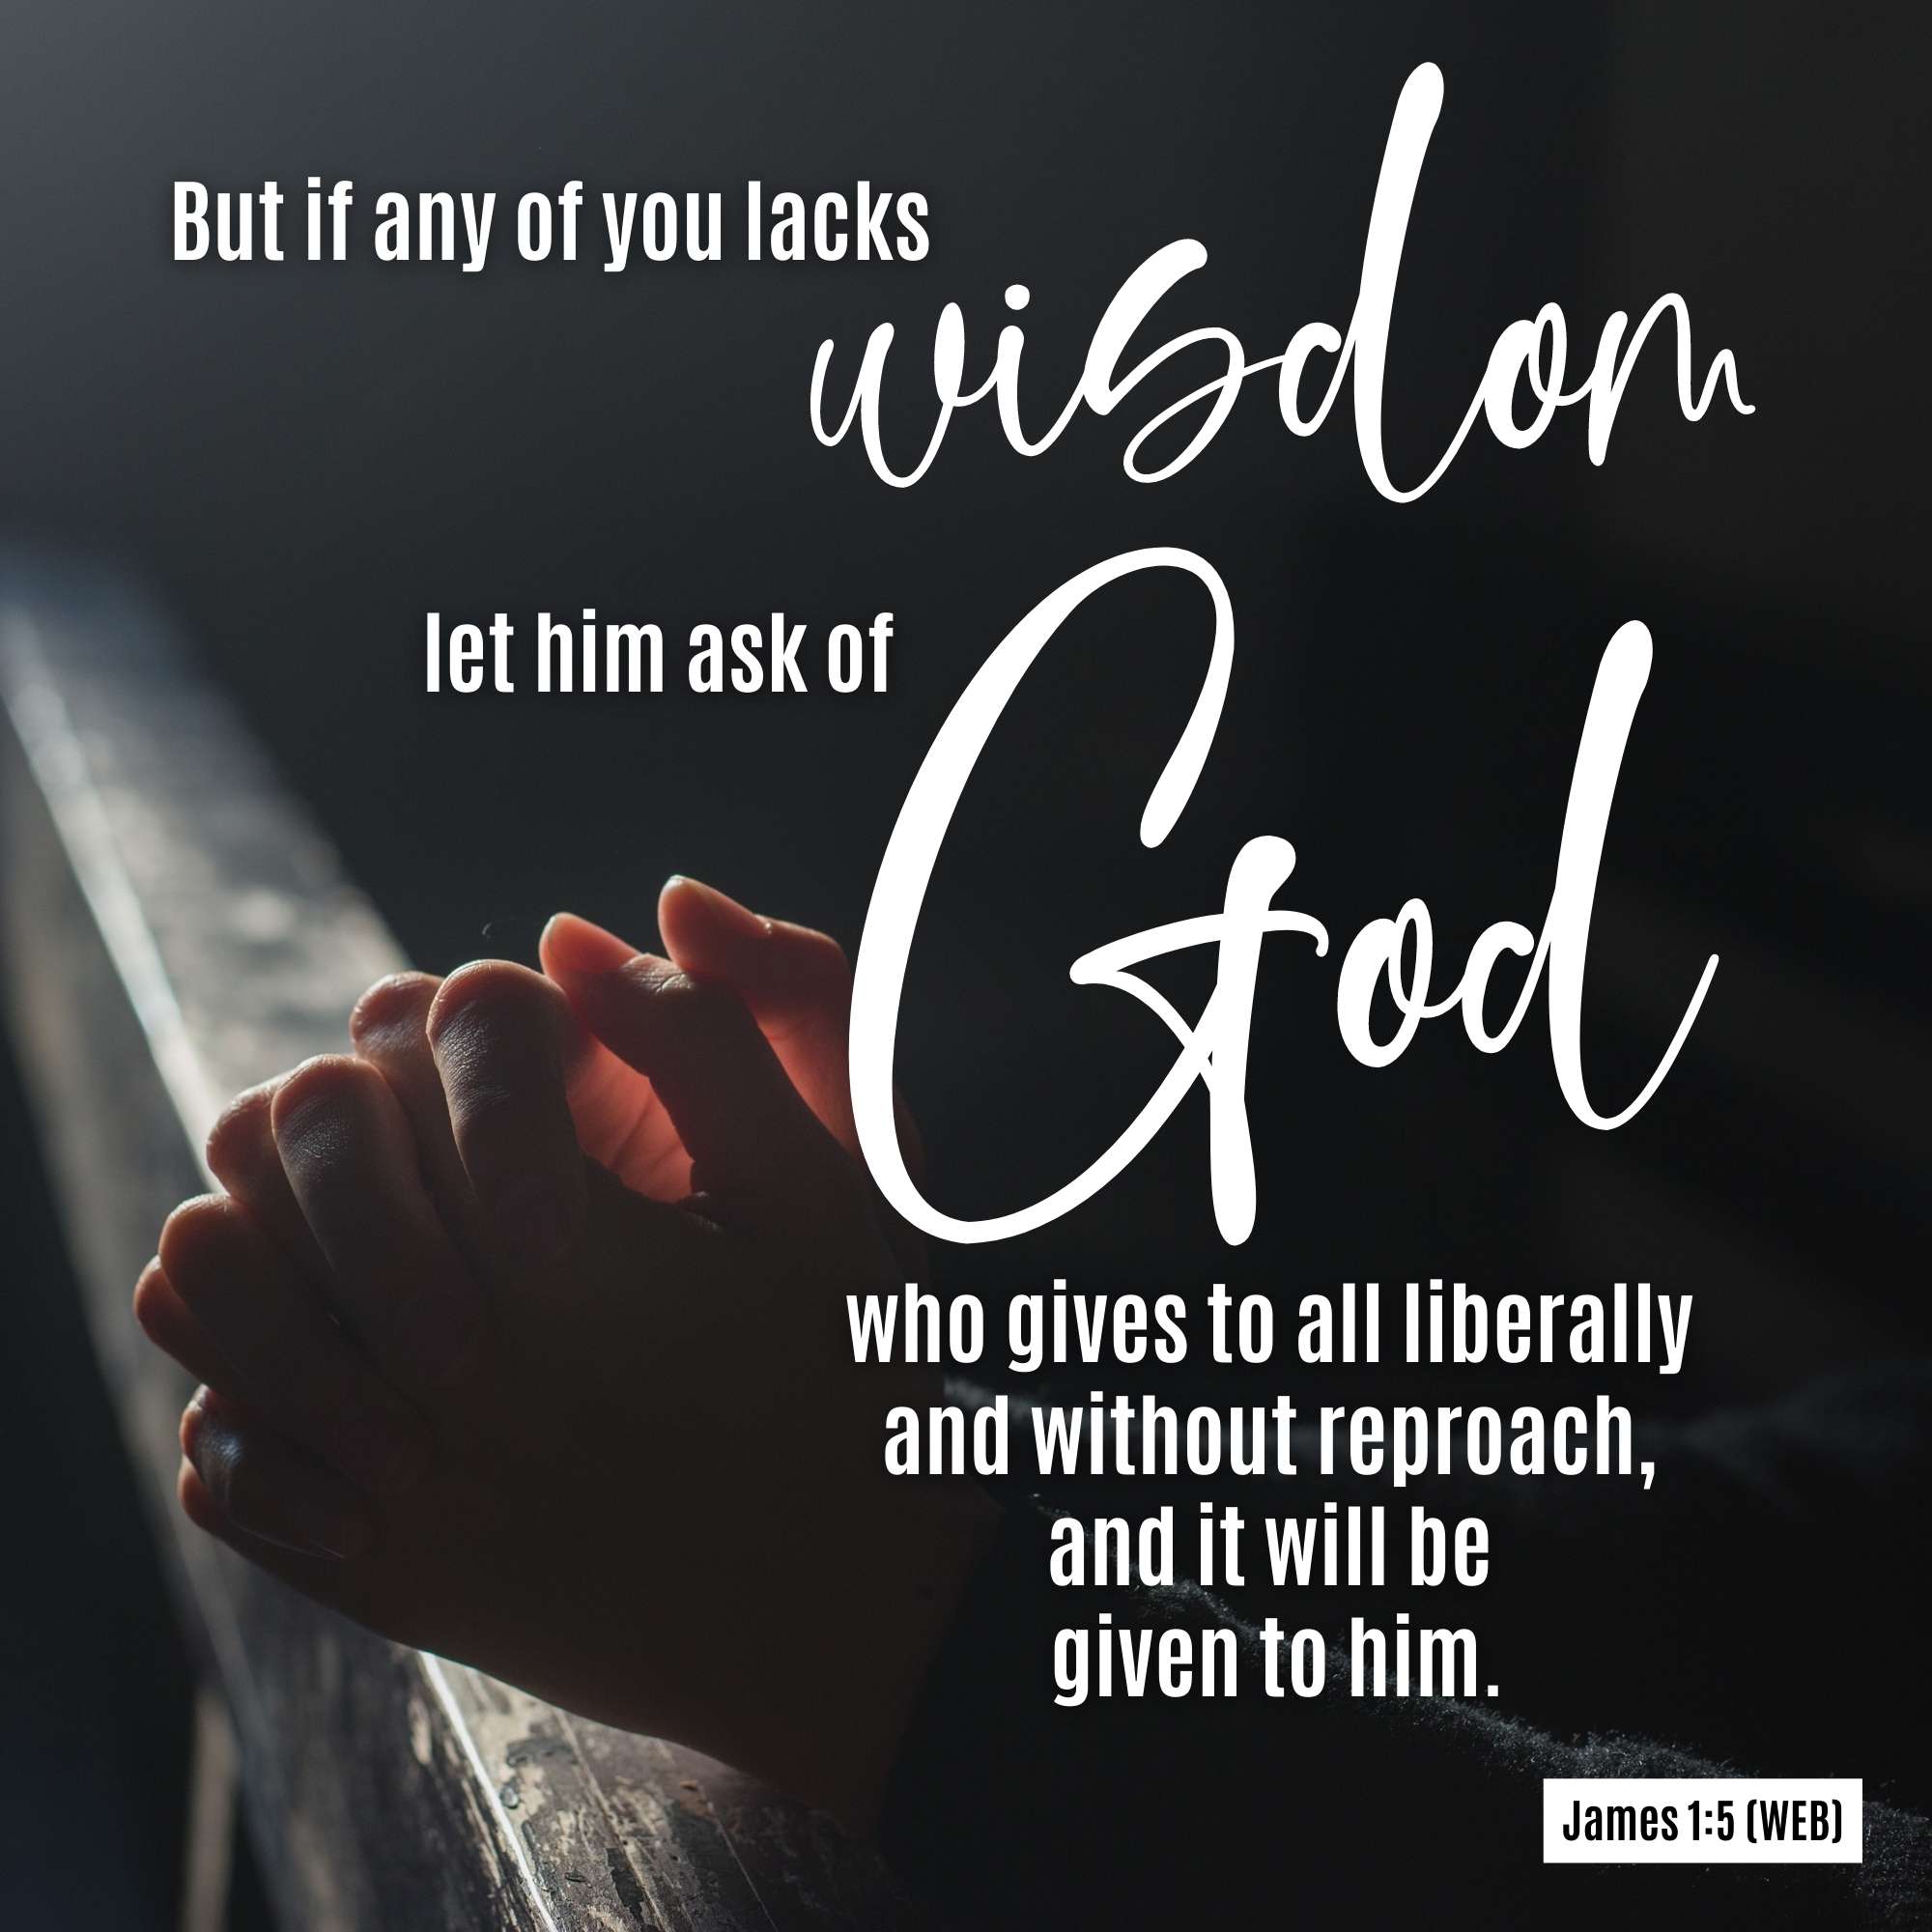 But if any of you lacks
wisdom
let him ask of
God
who gives to all liberally
and without reproach,
and it will be
given to him.
James 1:5 (WEB)